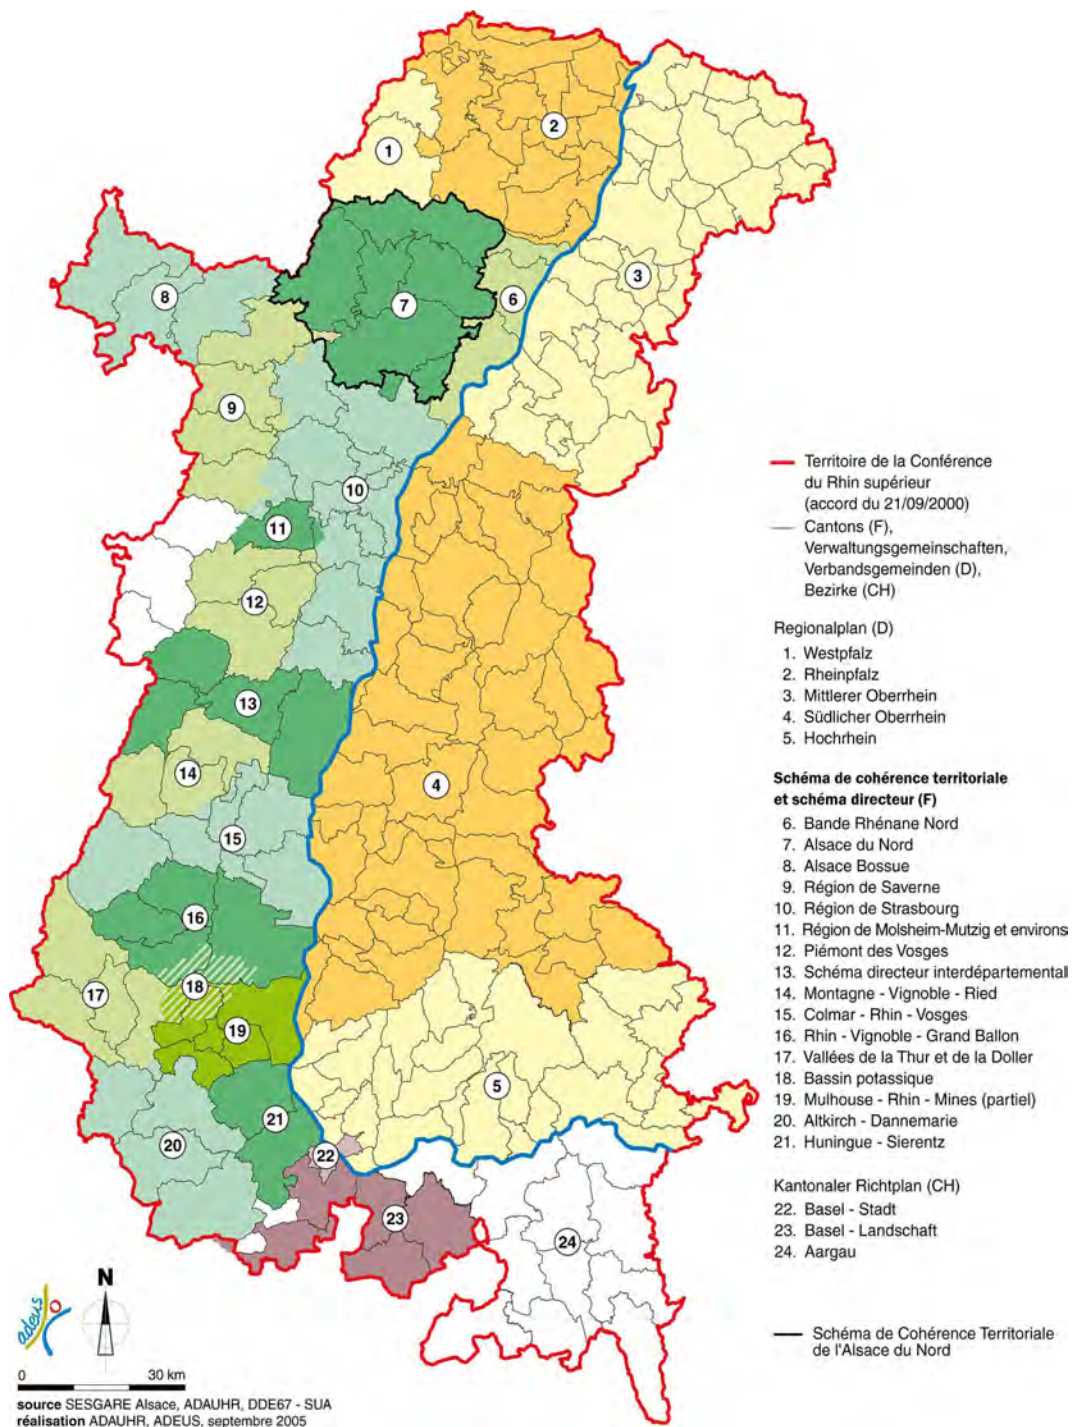 1
2
3
4
5
6
7
8
9
10
11
12
13
14
15
16
17
18
19
20
21
22
23
24
Territoire de la Conférence
du Rhin supérieur
(accord du 21/09/2000)
Cantons (F),
Verwaltungsgemeinschaften,
Verbandsgemeinden (D),
Bezirke (CH)
Regionalplan (D)
1. Westpfalz
2. Rheinpfalz
3. Mittlerer Oberrhein
4. Südlicher Oberrhein
5. Hochrhein
Schéma de cohérence territoriale
et schéma directeur (F)
6. Bande Rhénane Nord
7. Alsace du Nord
8. Alsace Bossue
9. Région de Saverne
10. Région de Strasbourg
11. Région de Molsheim-Mutzig et environs
12. Piémont des Vosges
13. Schéma directeur interdépartemental
14. Montagne - Vignoble - Ried
15. Colmar - Rhin - Vosges
16. Rhin - Vignoble - Grand Ballon
17. Vallées de la Thur et de la Doller
18. Bassin potassique
19. Mulhouse - Rhin - Mines (partiel)
20. Altkirch - Dannemarie
21. Huningue - Sierentz
Kantonaler Richtplan (CH)
22. Basel - Stadt
23. Basel - Landschaft
24. Aargau
Schéma de Cohérence Territoriale
de l'Alsace du Nord
adeus
N
0 30 km
source SESGARE Alsace, ADAUHR, DDE67 - SUA
réalisation ADAUHR, ADEUS, septembre 2005